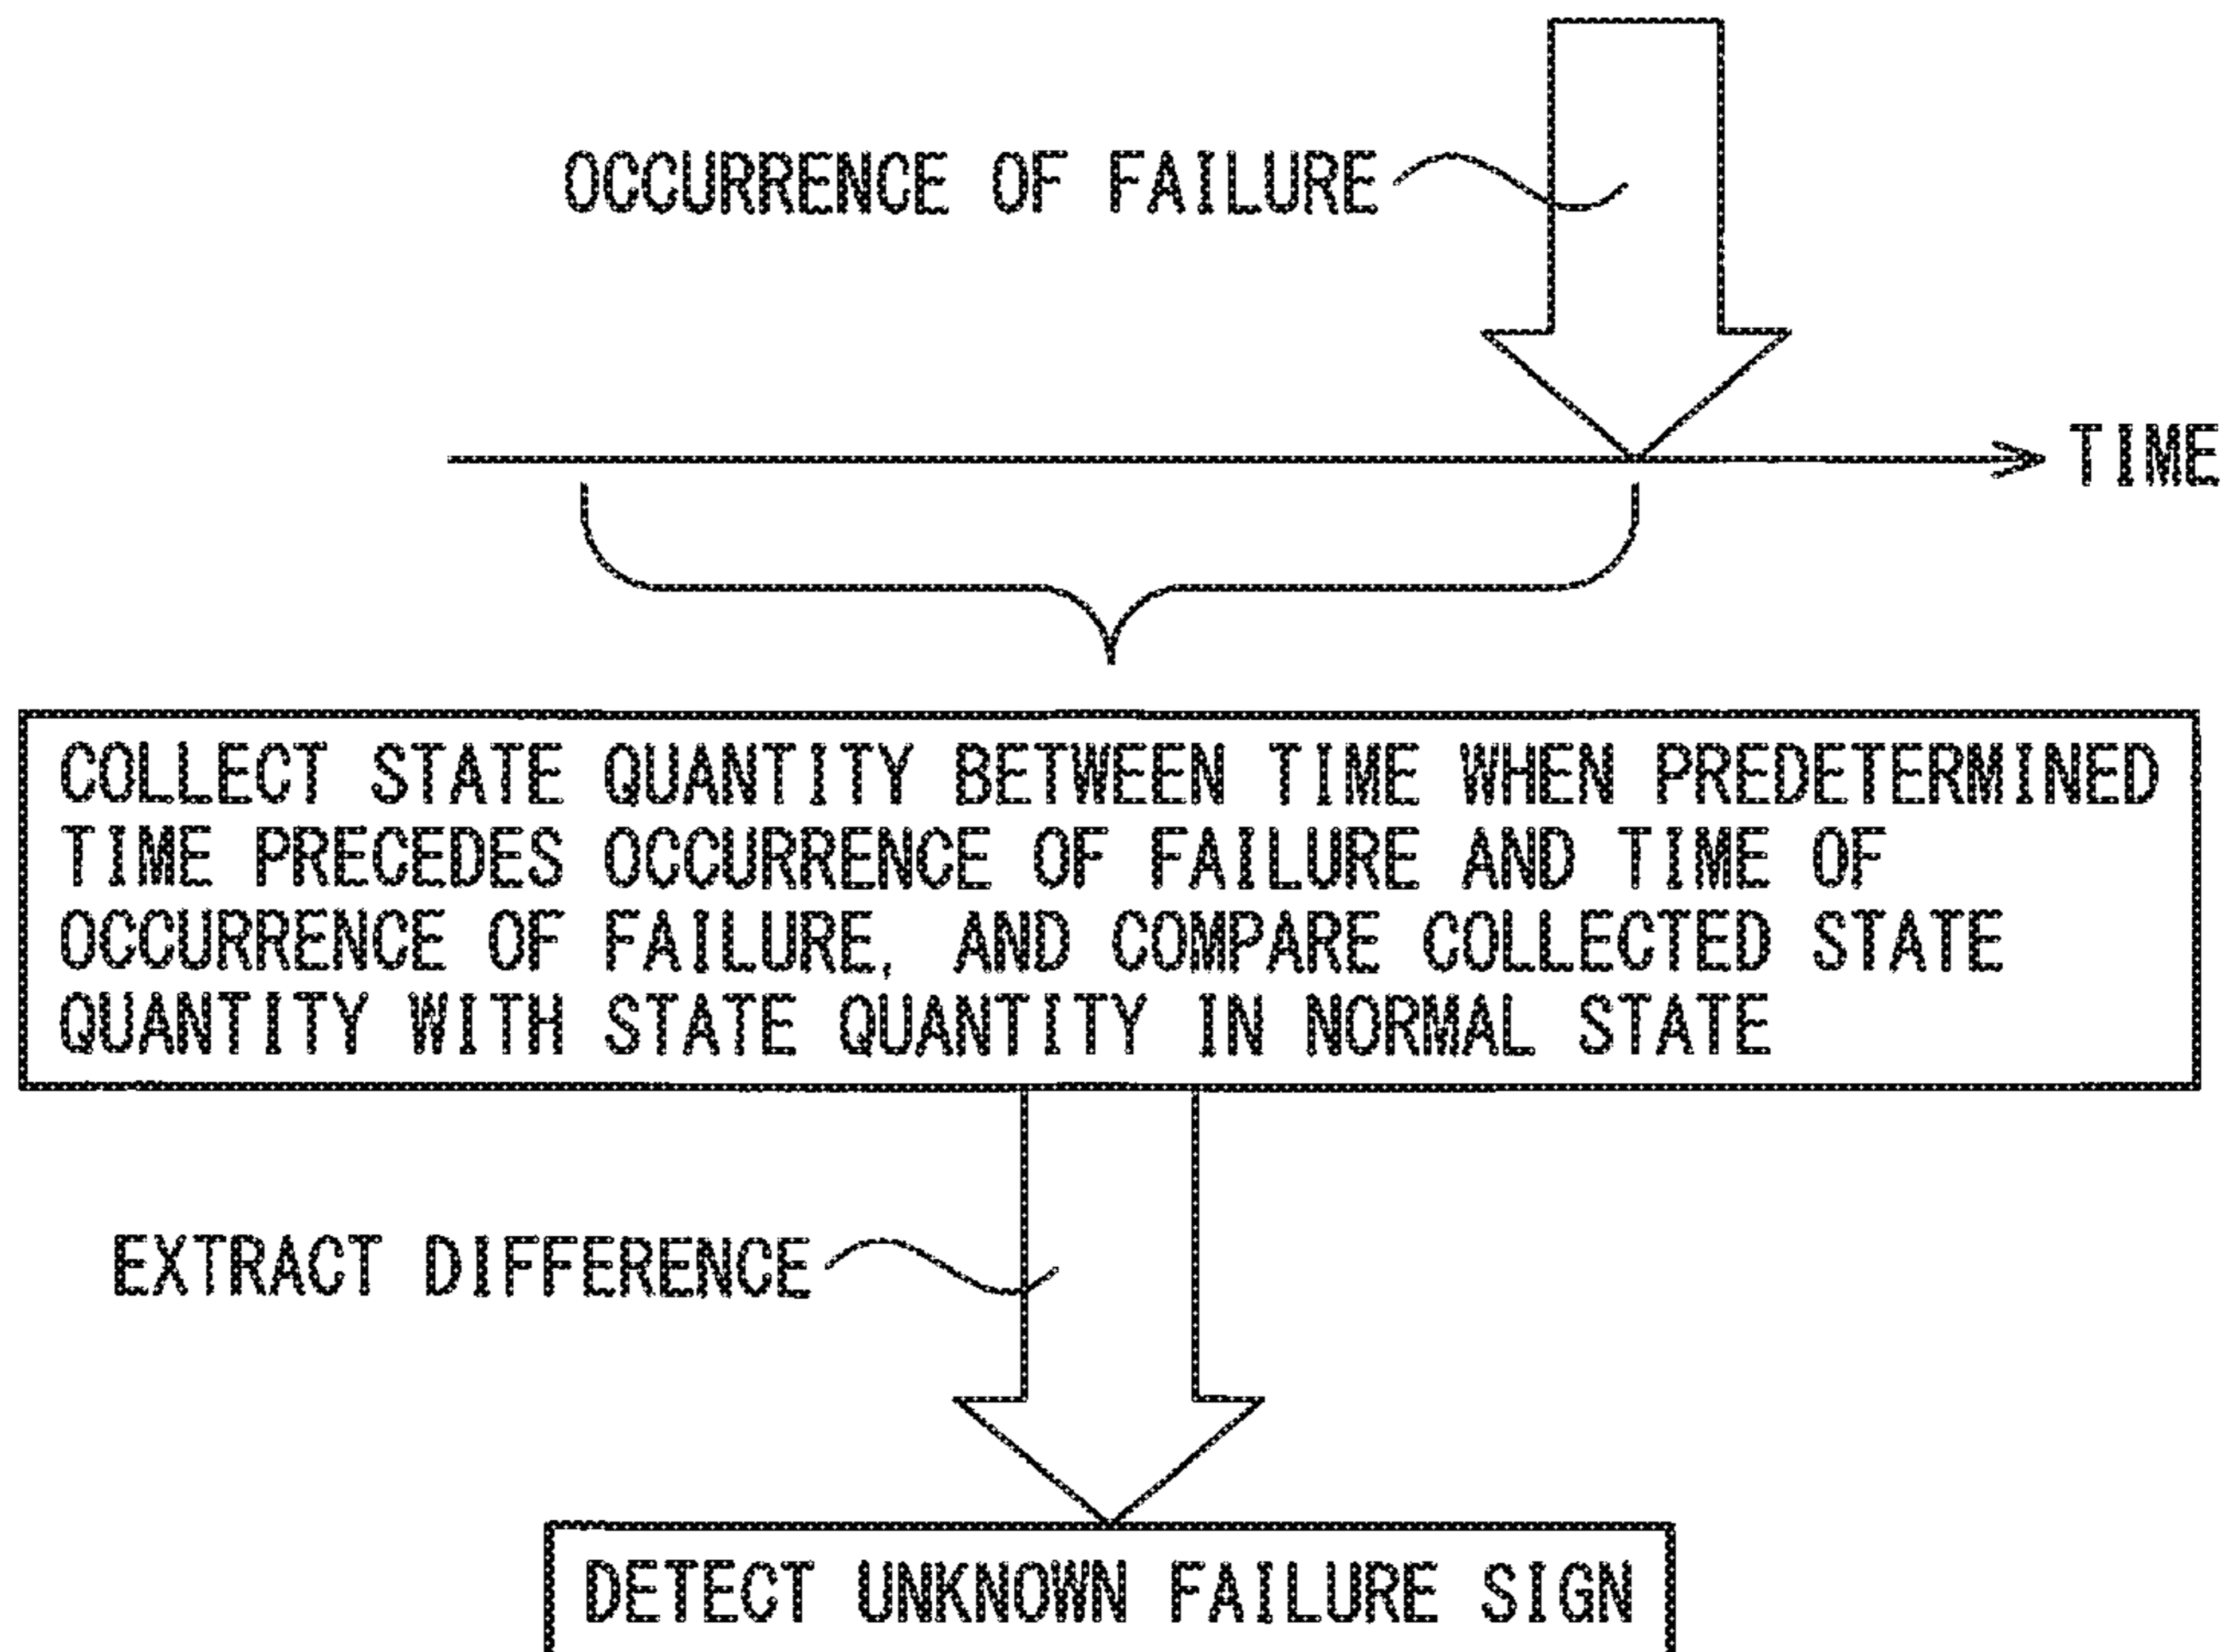 OCCURRENCE OF FAILURE
TIME
COLLECT STATE QUANTITY BETWEEN TIME WHEN PREDETERMINED
TIME PRECEDES OCCURRENCE OF FAILURE AND TIME OF
OCCURRENCE OF FAILURE, AND COMPARE COLLECTED STATE
QUANTITY WITH STATE QUANTITY IN NORMAL STATE
EXTRACT DIFFERENCE
DETECT UNKNOWN FAILURE SIGN